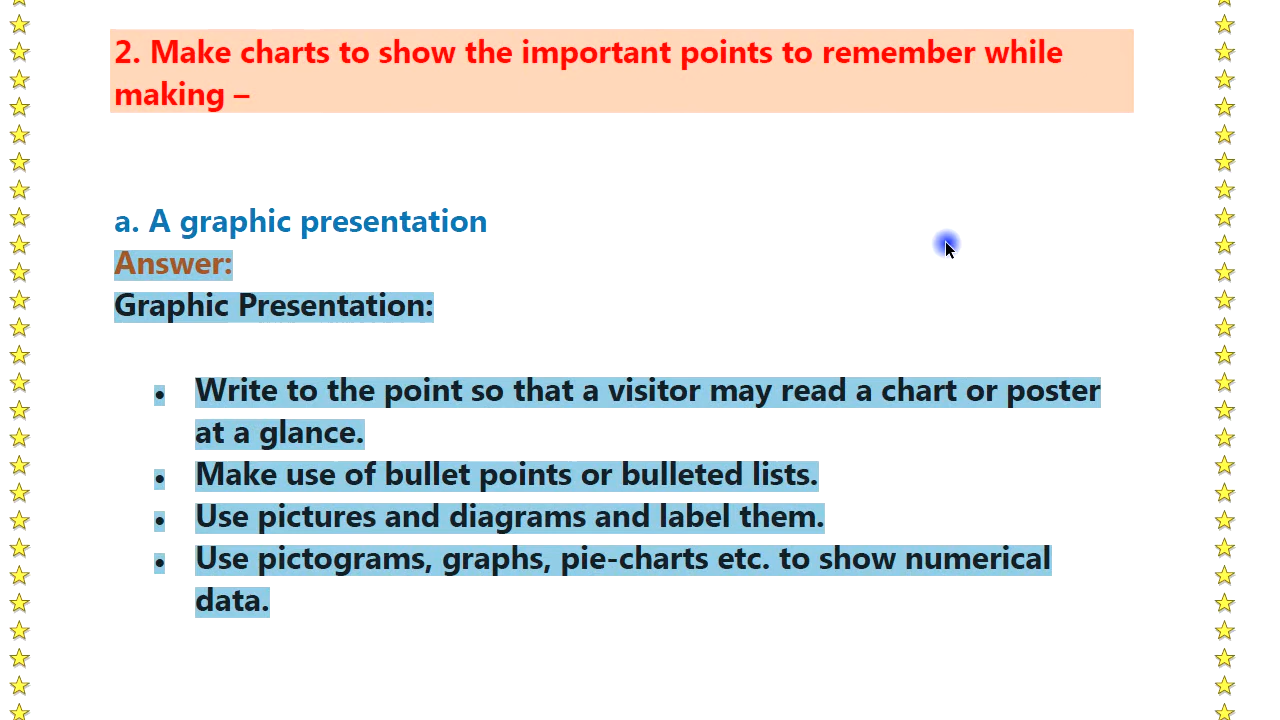 2. Make charts to show the important points to remember while
making –
a. A graphic presentation
Answer:
Graphic Presentation:
• Write to the point so that a visitor may read a chart or poster
at a glance.
• Make use of bullet points or bulleted lists.
• Use pictures and diagrams and label them.
• Use pictograms, graphs, pie-charts etc. to show numerical
data.